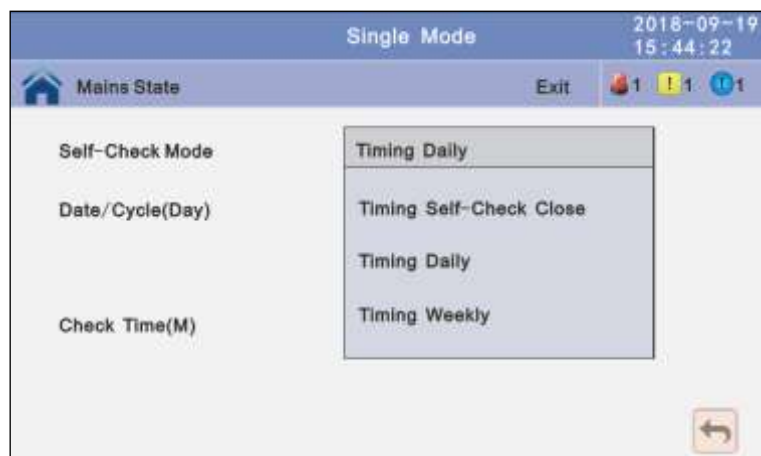 Single Mode
2018-09-19
15:44:22
Mains State Exit 1 ! 1 1
Self-Check Mode Timing Daily
Date/Cycle(Day) Timing Self-Check Close
Timing Daily
Check Time(M) Timing Weekly